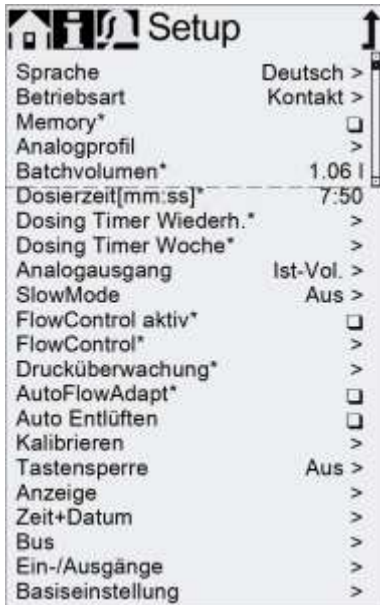 Setup
Sprache Deutsch >
Betriebsart Kontakt >
Memory*
Analogprofil >
Batchvolumen* 1.06 l
Dosierzeit[mm:ss]* 7:50
Dosing Timer Wiederh.* >
Dosing Timer Woche* >
Analogausgang Ist-Vol. >
SlowMode Aus >
FlowControl aktiv*
FlowControl* >
Drucküberwachung* >
AutoFlowAdapt*
Auto Entlüften
Kalibrieren >
Tastensperre Aus >
Anzeige >
Zeit+Datum >
Bus >
Ein-/Ausgänge >
Basiseinstellung >